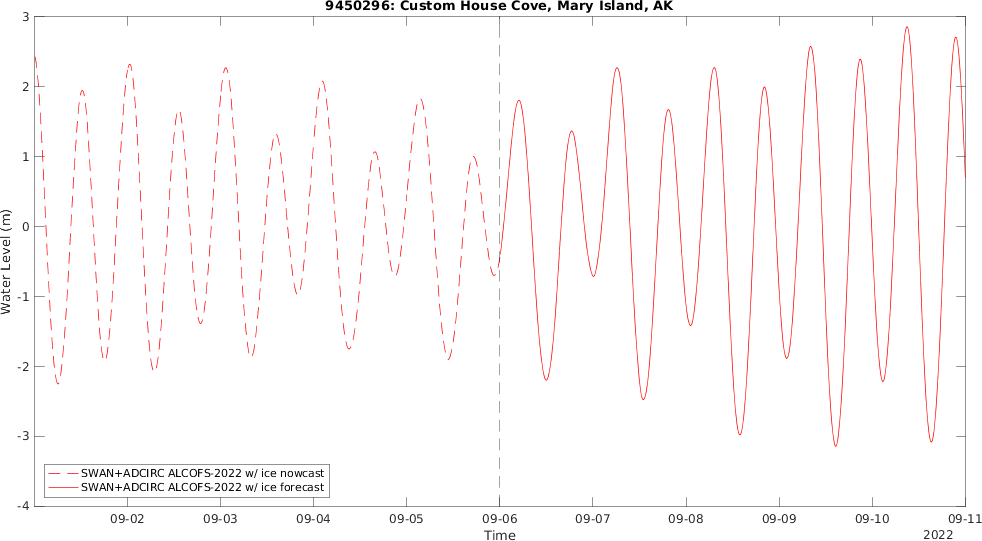 9450296: Custom House Cove, Mary Island, AK
3
2
1
0
-1
-2
-3
-4
Water Level (m)
SWAN+ADCIRC ALCOFS-2022 w/ ice nowcast
SWAN+ADCIRC ALCOFS-2022 w/ ice forecast
09-02 09-03 09-04 09-05 09-06 09-07 09-08 09-09 09-10 09-11
Time
2022